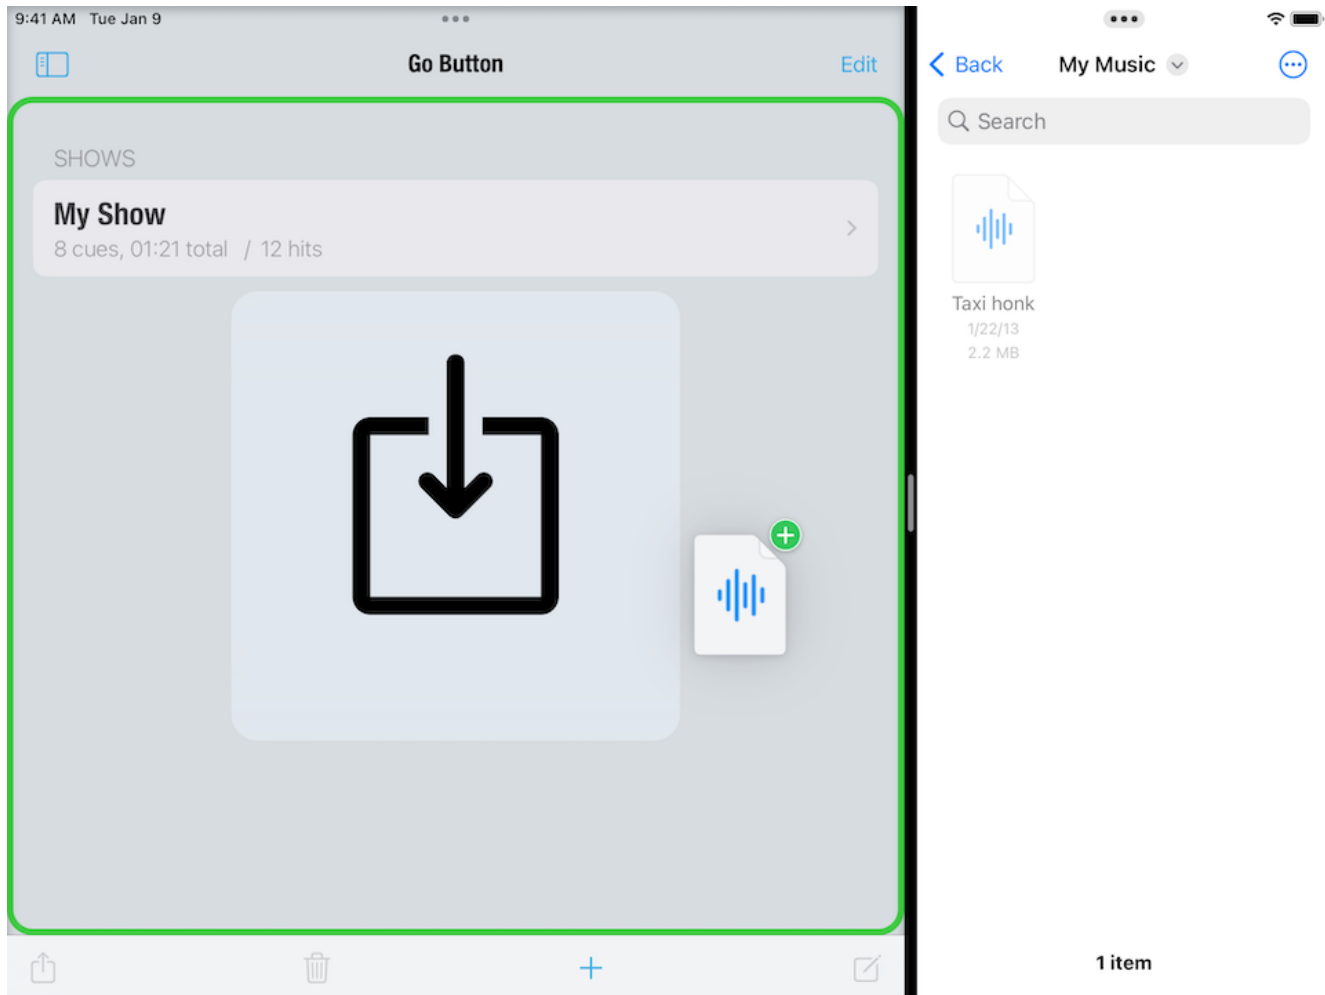 9:41 AM Tue Jan 9
Go Button
Edit
SHOWS
My Show
8 cues, 01:21 total / 12 hits
Back
My Music
Search
Taxi honk
1/22/13
2.2 MB
1 item